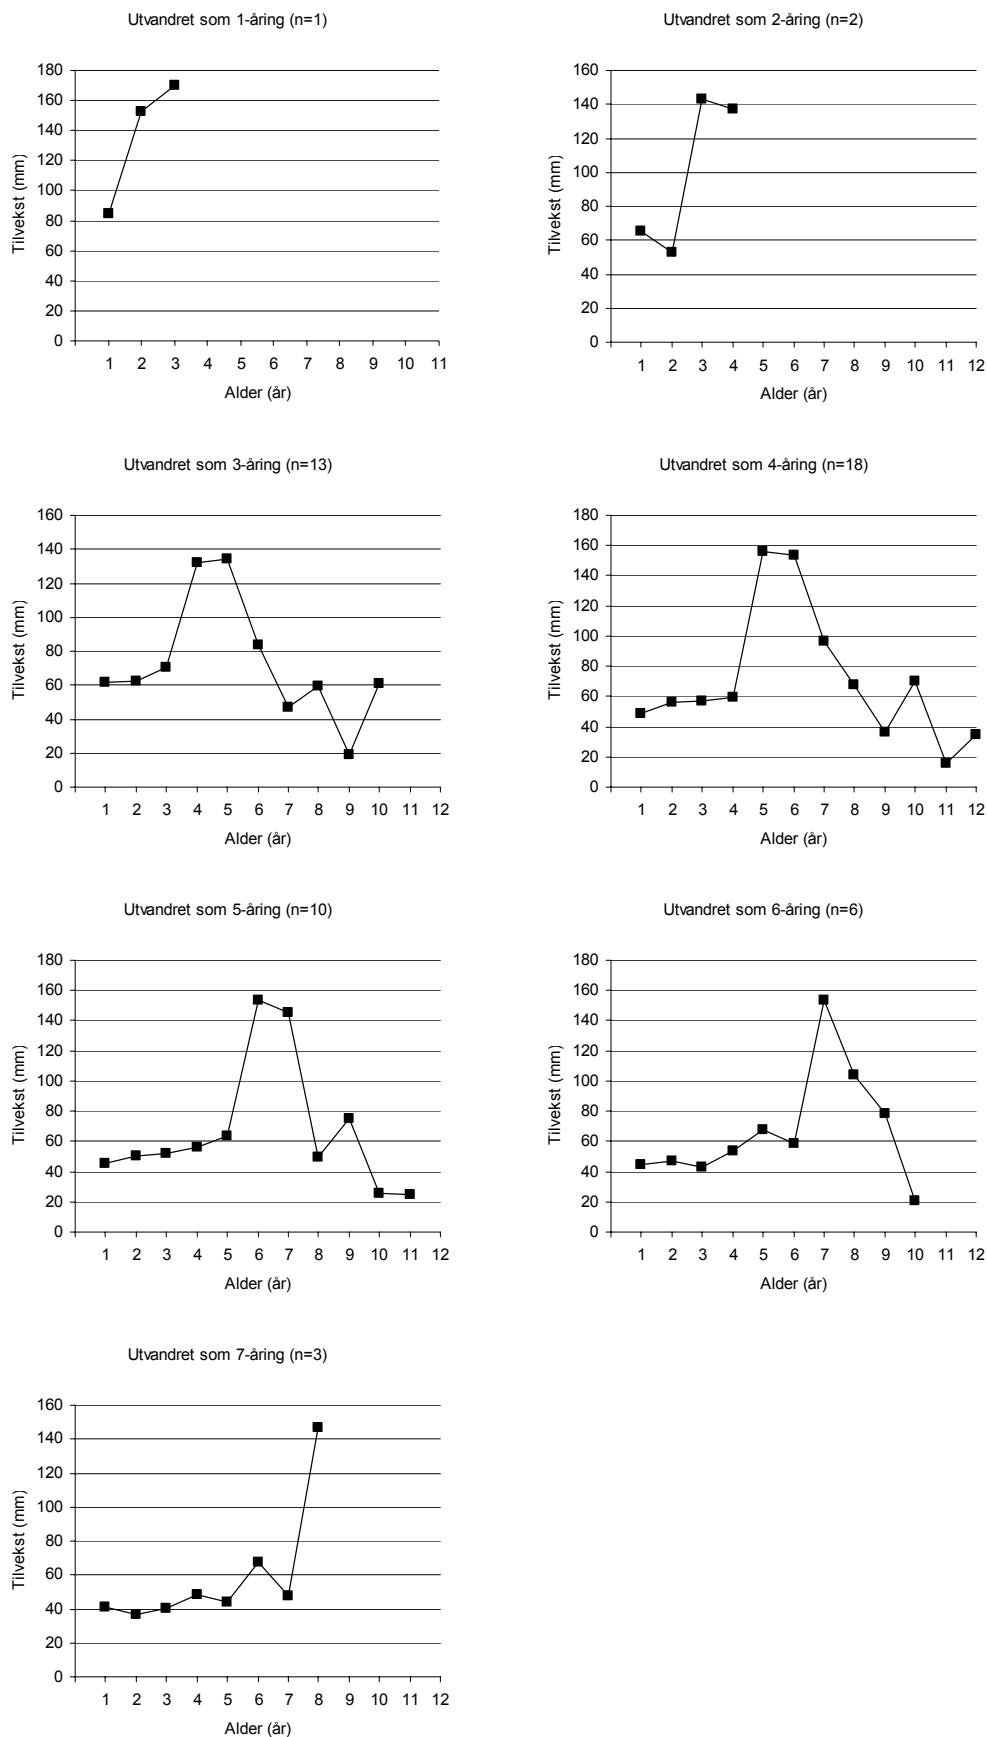 Utvandret som 1-åring (n=1)
180
160
140
120
100
80
60
40
20
0
Tilvekst (mm)
1 2 3 4 5 6 7 8 9 10 11
Alder (år)
Utvandret som 2-åring (n=2)
160
140
120
100
80
60
40
20
0
Tilvekst (mm)
1 2 3 4 5 6 7 8 9 10 11 12
Alder (år)
Utvandret som 3-åring (n=13)
160
140
120
100
80
60
40
20
0
Tilvekst (mm)
1 2 3 4 5 6 7 8 9 10 11 12
Alder (år)
Utvandret som 4-åring (n=18)
180
160
140
120
100
80
60
40
20
0
Tilvekst (mm)
1 2 3 4 5 6 7 8 9 10 11 12
Alder (år)
Utvandret som 5-åring (n=10)
180
160
140
120
100
80
60
40
20
0
Tilvekst (mm)
1 2 3 4 5 6 7 8 9 10 11 12
Alder (år)
Utvandret som 6-åring (n=6)
180
160
140
120
100
80
60
40
20
0
Tilvekst (mm)
1 2 3 4 5 6 7 8 9 10 11 12
Alder (år)
Utvandret som 7-åring (n=3)
160
140
120
100
80
60
40
20
0
Tilvekst (mm)
1 2 3 4 5 6 7 8 9 10 11 12
Alder (år)